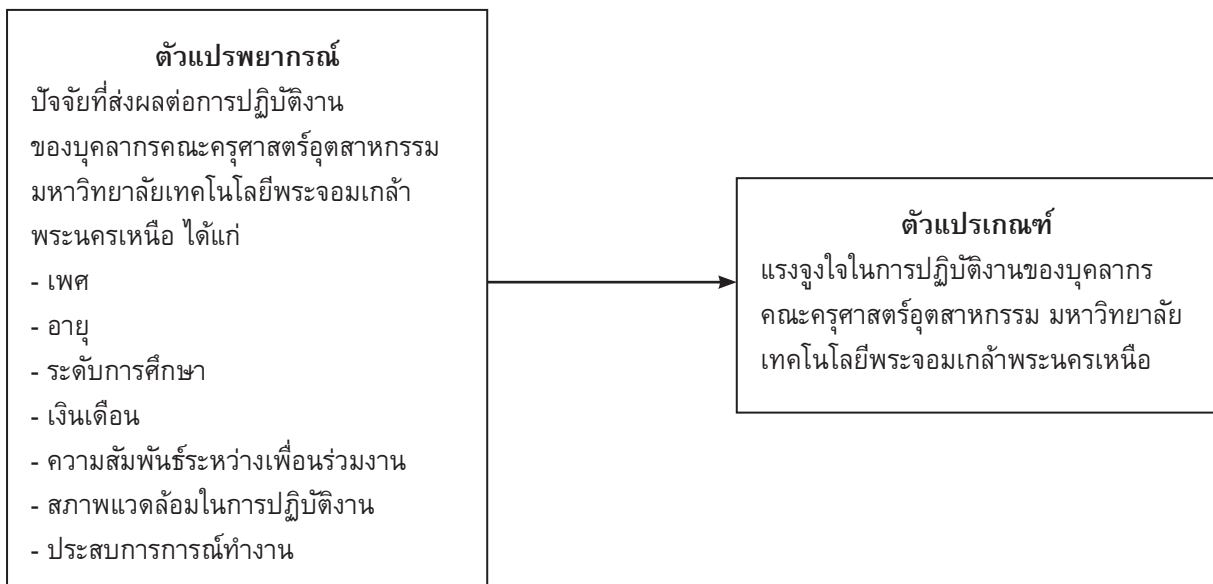 ตัวแปรพยากรณ์
ปัจจัยที่ส่งผลต่อการปฏิบัติงาน
ของบุคลากรคณะครุศาสตร์อุตสาหกรรม
มหาวิทยาลัยเทคโนโลยีพระจอมเกล้า
พระนครเหนือ ได้แก่
- เพศ
- อายุ
- ระดับการศึกษา
- เงินเดือน
- ความสัมพันธ์ระหว่างเพื่อนร่วมงาน
- สภาพแวดล้อมในการปฏิบัติงาน
- ประสบการการณ์ทำงาน
ตัวแปรเกณฑ์
แรงจูงใจในการปฏิบัติงานของบุคลากร
คณะครุศาสตร์อุตสาหกรรม มหาวิทยาลัย
เทคโนโลยีพระจอมเกล้าพระนครเหนือ